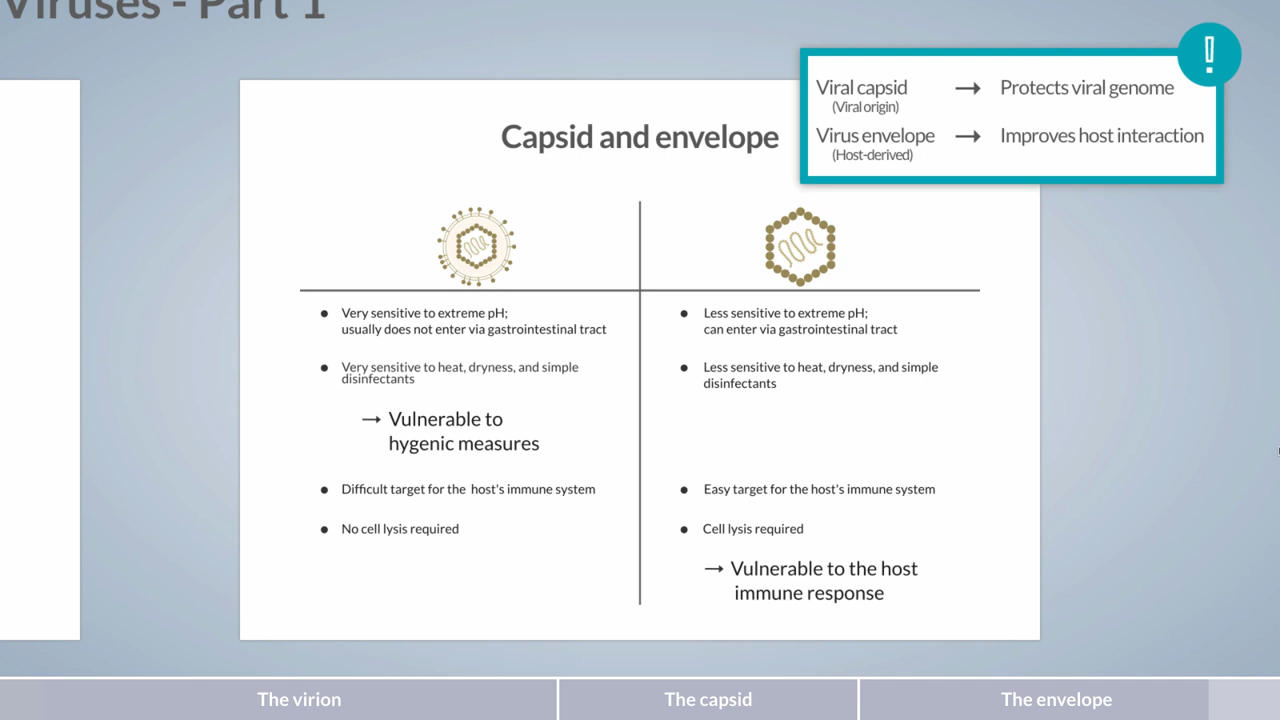 Viruses - Part 1
!
Viral capsid → Protects viral genome
(Viral origin)
Virus envelope → Improves host interaction
(Host-derived)
Capsid and envelope
● Very sensitive to extreme pH;
usually does not enter via gastrointestinal tract
● Very sensitive to heat, dryness, and simple
disinfectants
→ Vulnerable to
hygenic measures
● Difficult target for the host's immune system
● No cell lysis required
● Less sensitive to extreme pH;
can enter via gastrointestinal tract
● Less sensitive to heat, dryness, and simple
disinfectants
● Easy target for the host's immune system
● Cell lysis required
→ Vulnerable to the host
immune response
The virion
The capsid
The envelope